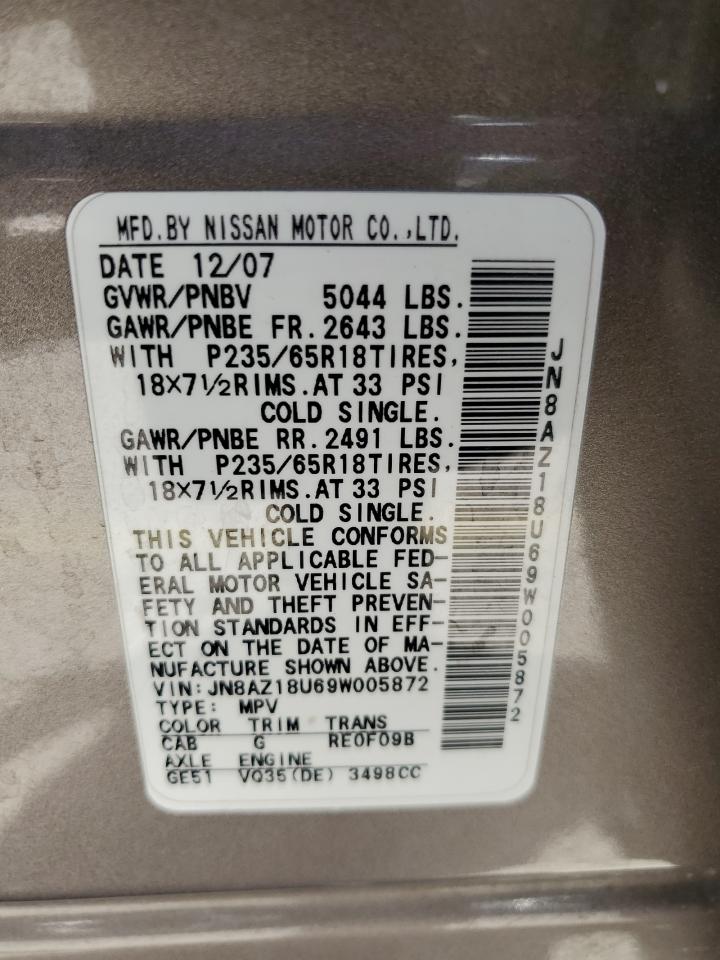 MFD.BY NISSAN MOTOR CO.,LTD.
DATE 12/07
GVWR/PNBV 5044 LBS.
GAWR/PNBE FR. 2643 LBS.
WITH P235/65R18TIRES,
18X7½RIMS.AT 33 PSI
COLD SINGLE.
GAWR/PNBE RR. 2491 LBS.
WITH P235/65R18TIRES,
18X7½RIMS.AT 33 PSI
COLD SINGLE.
THIS VEHICLE CONFORMS
TO ALL APPLICABLE FED-
ERAL MOTOR VEHICLE SA-
FETY AND THEFT PREVEN-
TION STANDARDS IN EFF-
ECT ON THE DATE OF MA-
NUFACTURE SHOWN ABOVE.
VIN: JN8AZ18U69W005872
TYPE: MPV
COLOR TRIM TRANS
CAB G RE0F09B
AXLE ENGINE
GE51 VQ35(DE) 3498CC
JN8AZ18U69W005872